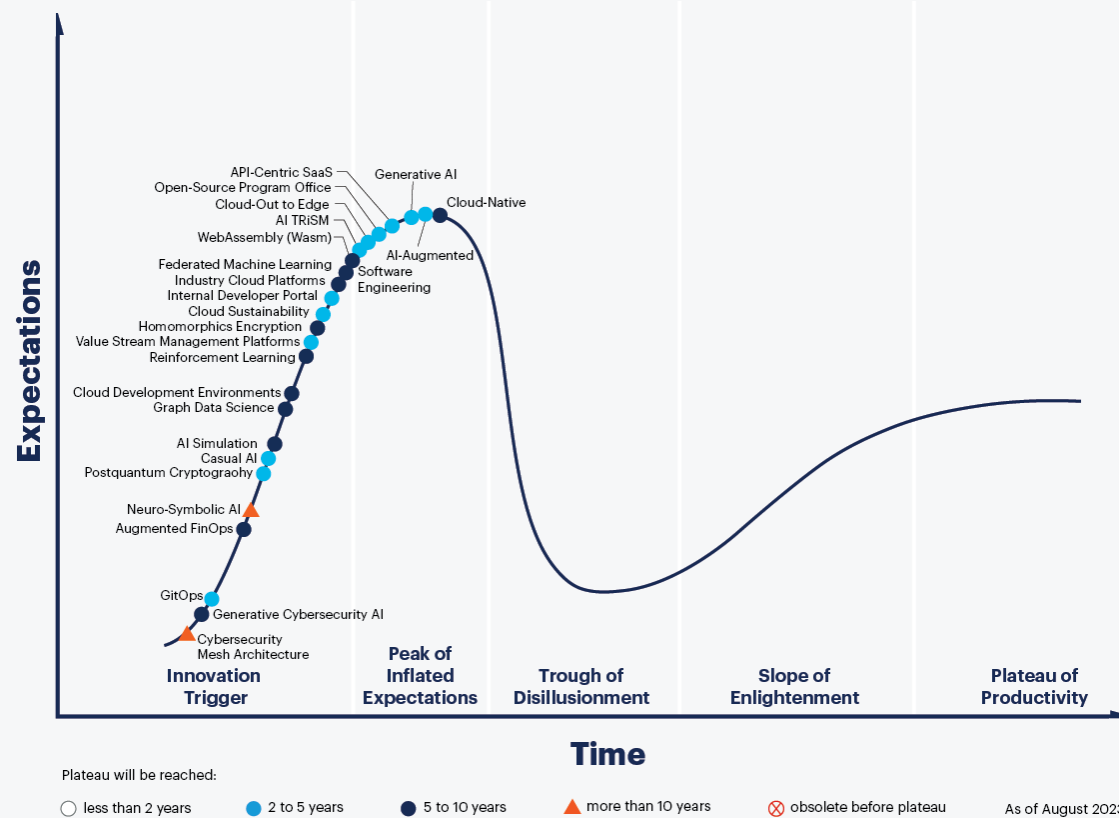 API-Centric SaaS
Generative AI
Open-Source Program Office
Cloud-Out to Edge
Cloud-Native
AI TRiSM
WebAssembly (Wasm)
AI-Augmented
Software
Engineering
Federated Machine Learning
Industry Cloud Platforms
Internal Developer Portal
Cloud Sustainability
Homomorphics Encryption
Value Stream Management Platforms
Reinforcement Learning
Cloud Development Environments
Graph Data Science
AI Simulation
Casual AI
Postquantum Cryptograohy
Neuro-Symbolic AI
Augmented FinOps
GitOps
Generative Cybersecurity AI
Cybersecurity
Mesh Architecture
Expectations
Innovation
Trigger
Peak of
Inflated
Expectations
Trough of
Disillusionment
Slope of
Enlightenment
Plateau of
Productivity
Time
Plateau will be reached:
less than 2 years
2 to 5 years
5 to 10 years
more than 10 years
obsolete before plateau
As of August